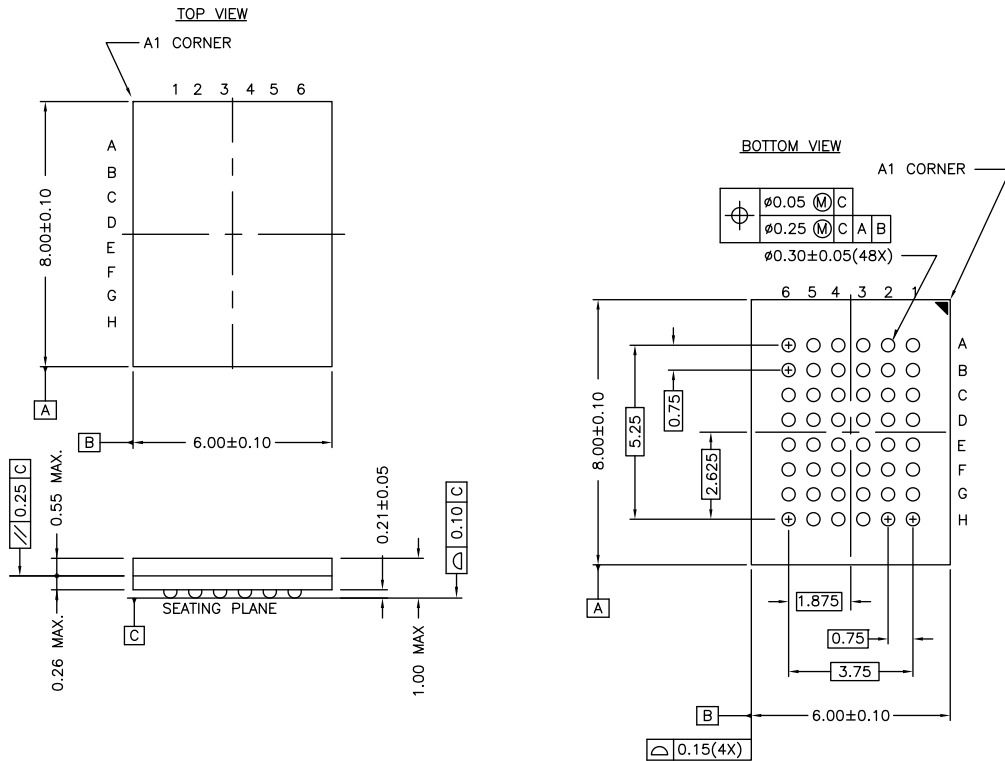 TOP VIEW
A1 CORNER
1 2 3 4 5 6
A
B
C
D
E
F
G
H
8.00±0.10
A
B
6.00±0.10
// 0.25 C
0.55 MAX.
0.21±0.05
⌓ 0.10 C
SEATING PLANE
C
0.26 MAX.
1.00 MAX
BOTTOM VIEW
A1 CORNER
⌖ ⌀0.05 Ⓜ C
⌀0.25 Ⓜ C A B
⌀0.30±0.05(48X)
6 5 4 3 2 1
A
B
C
D
E
F
G
H
8.00±0.10
5.25
0.75
2.625
A
1.875
0.75
3.75
B
6.00±0.10
⌓ 0.15(4X)